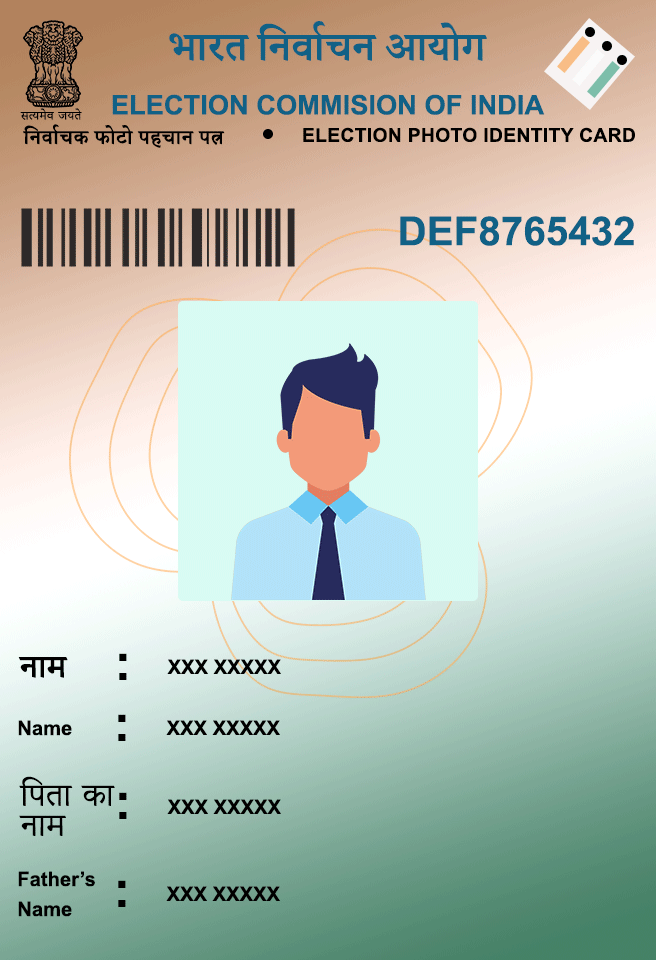 भारत निर्वाचन आयोग
ELECTION COMMISION OF INDIA
सत्यमेव जयते
निर्वाचक फोटो पहचान पत्र • ELECTION PHOTO IDENTITY CARD
DEF8765432
नाम : XXX XXXXX
Name : XXX XXXXX
पिता का
नाम : XXX XXXXX
Father's
Name : XXX XXXXX